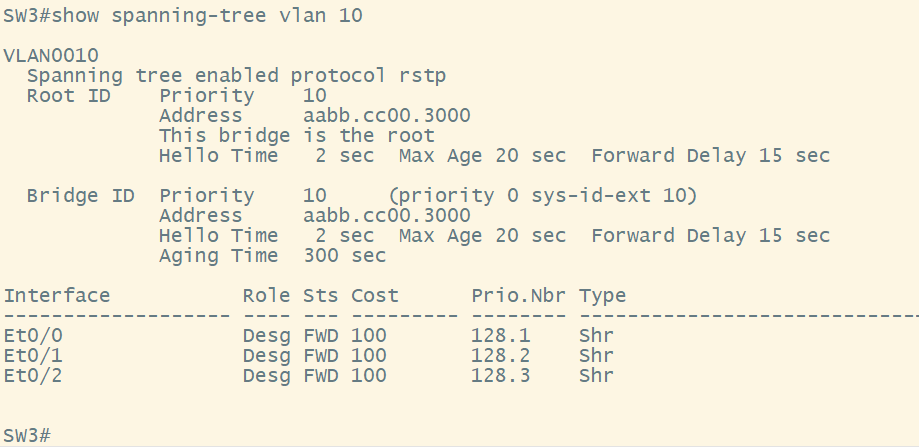 SW3#show spanning-tree vlan 10
VLAN0010
  Spanning tree enabled protocol rstp
  Root ID    Priority    10
             Address     aabb.cc00.3000
             This bridge is the root
             Hello Time   2 sec  Max Age 20 sec  Forward Delay 15 sec
  Bridge ID  Priority    10     (priority 0 sys-id-ext 10)
             Address     aabb.cc00.3000
             Hello Time   2 sec  Max Age 20 sec  Forward Delay 15 sec
             Aging Time  300 sec
Interface           Role Sts Cost      Prio.Nbr Type
------------------- ---- --- --------- -------- ----------------------------
Et0/0               Desg FWD 100       128.1    Shr
Et0/1               Desg FWD 100       128.2    Shr
Et0/2               Desg FWD 100       128.3    Shr
SW3#